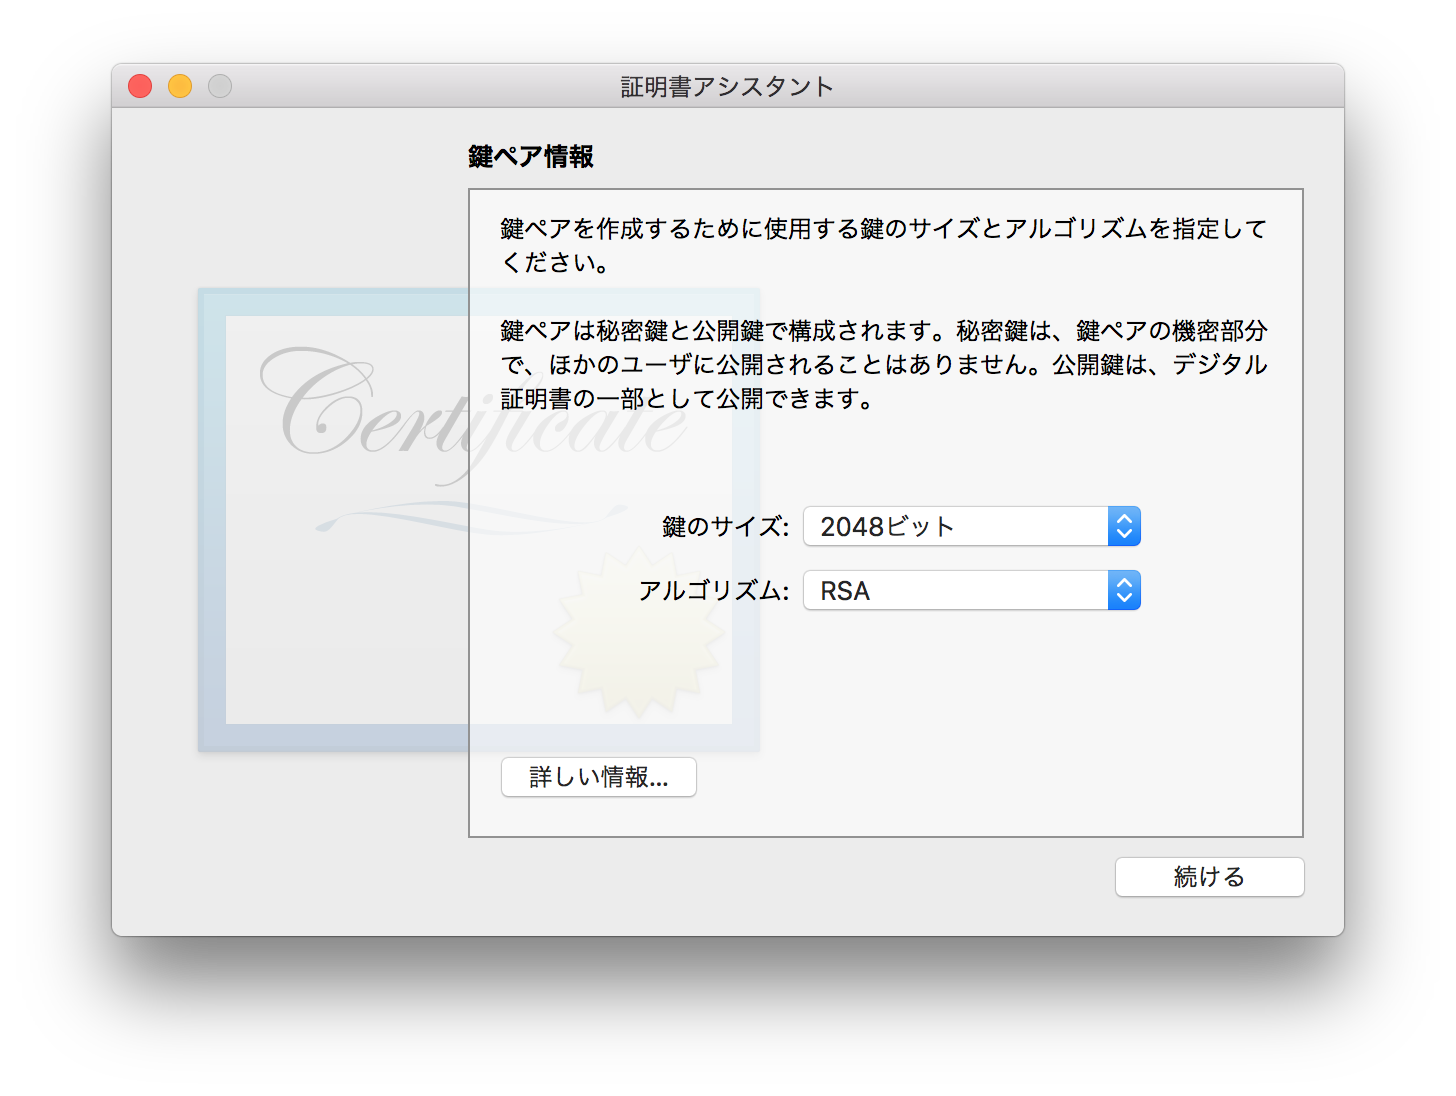 証明書アシスタント
鍵ペア情報
鍵ペアを作成するために使用する鍵のサイズとアルゴリズムを指定して
ください。
鍵ペアは秘密鍵と公開鍵で構成されます。秘密鍵は、鍵ペアの機密部分
で、ほかのユーザに公開されることはありません。公開鍵は、デジタル
証明書の一部として公開できます。
Certificate
鍵のサイズ: 2048ビット
アルゴリズム: RSA
詳しい情報...
続ける